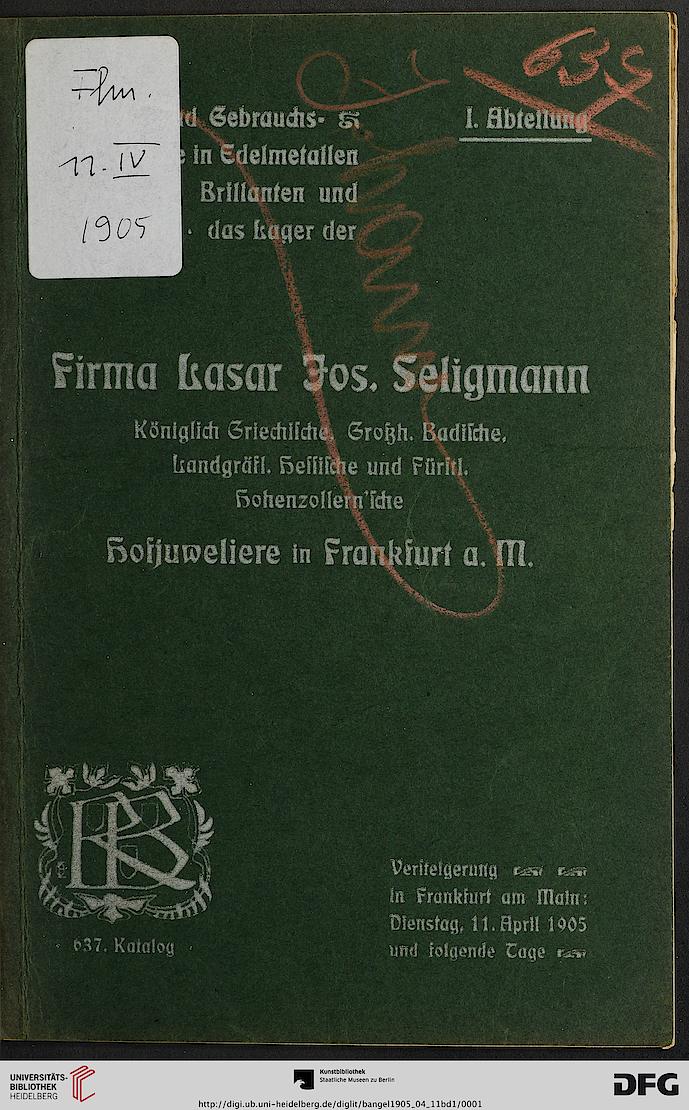 Ffm.
11. IV
1905
nd Gebrauchs-
e in Edelmetallen
Brillanten und
das Lager der
I. Abteilung
Firma Lasar Jos. Seligmann
Königlich Griechische, Großh. Badische,
Landgräfl. Hessische und Fürstl.
Hohenzollern'sche
Hofjuweliere in Frankfurt a. M.
637. Katalog
Versteigerung
in Frankfurt am Main:
Dienstag, 11. April 1905
und folgende Tage
UNIVERSITÄTS-
BIBLIOTHEK
HEIDELBERG
Kunstbibliothek
Staatliche Museen zu Berlin
http://digi.ub.uni-heidelberg.de/diglit/bangel1905_04_11bd1/0001
DFG